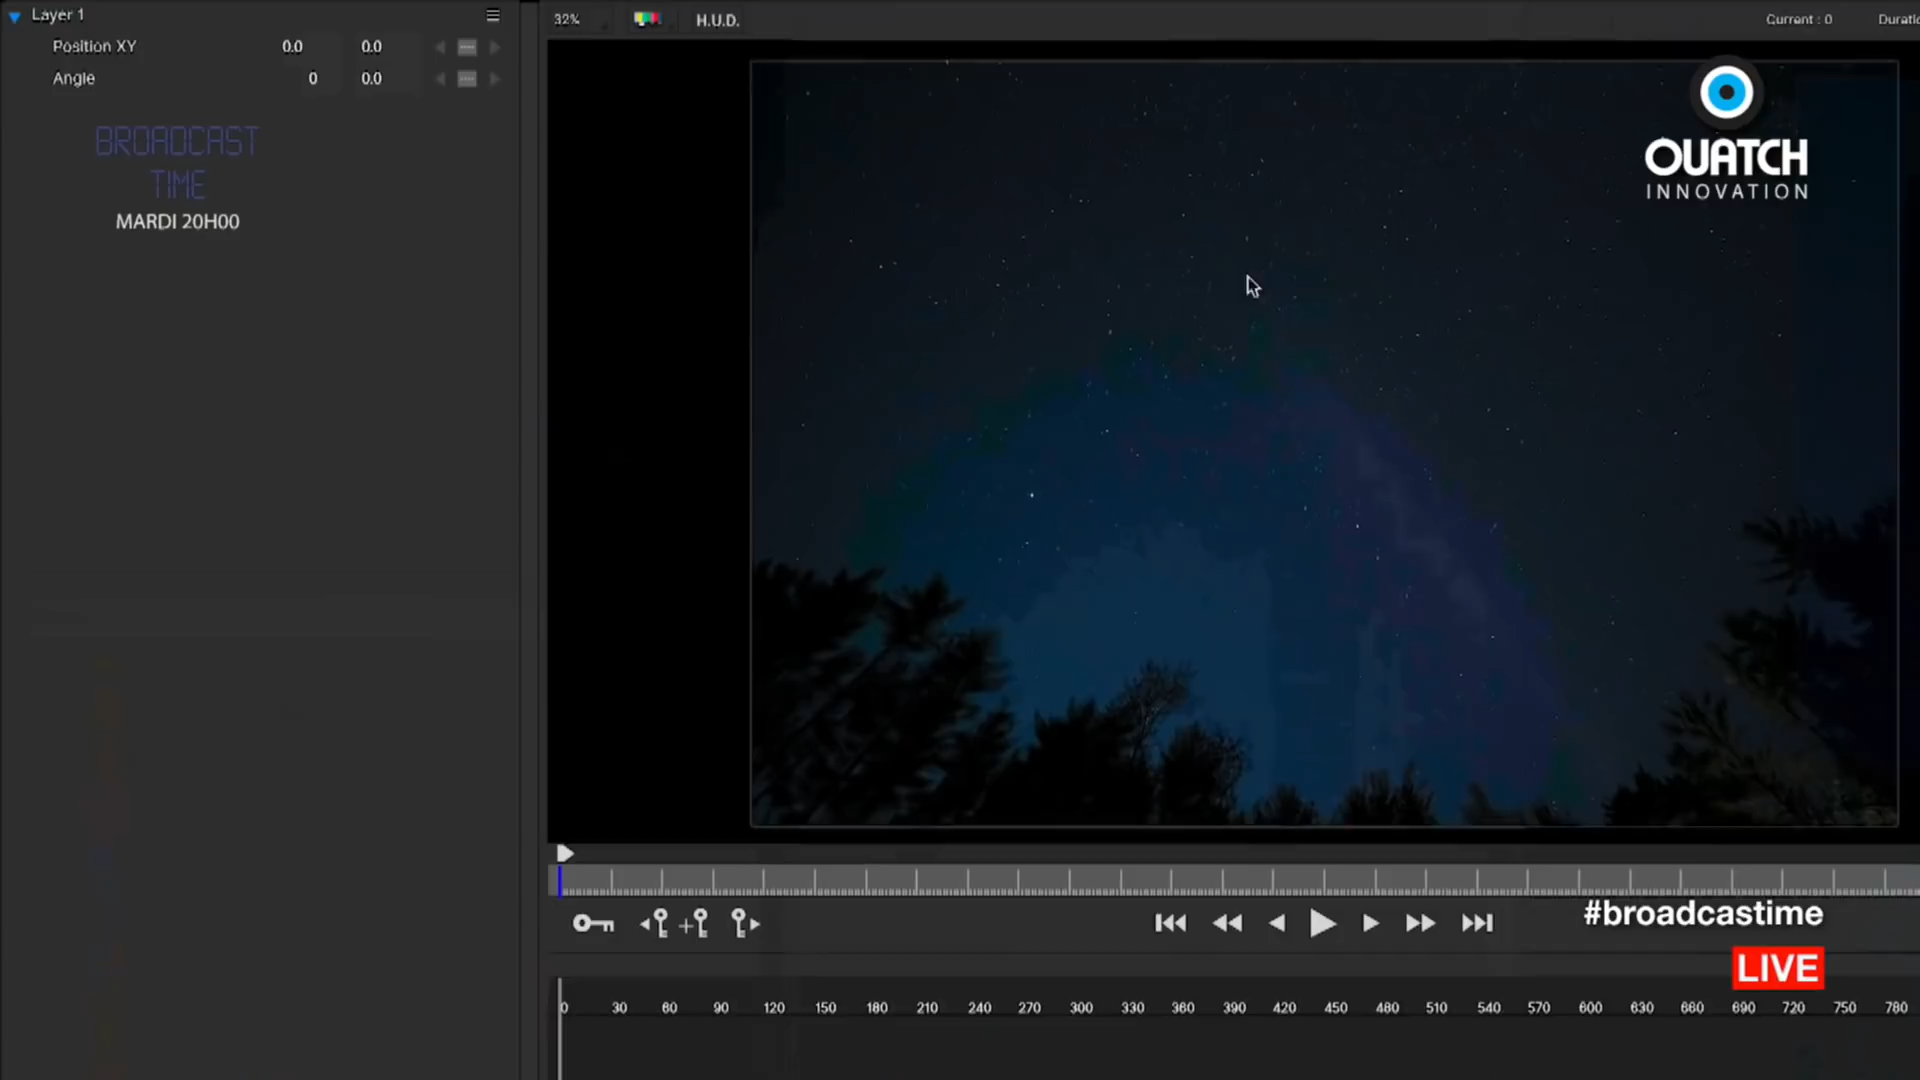 Layer 1
Position XY 0.0 0.0
Angle 0 0.0
BROADCAST
TIME
MARDI 20H00
32% H.U.D. Current : 0 Duratio
OUATCH
INNOVATION
#broadcastime
LIVE
0 30 60 90 120 150 180 210 240 270 300 330 360 390 420 450 480 510 540 570 600 630 660 690 720 750 780